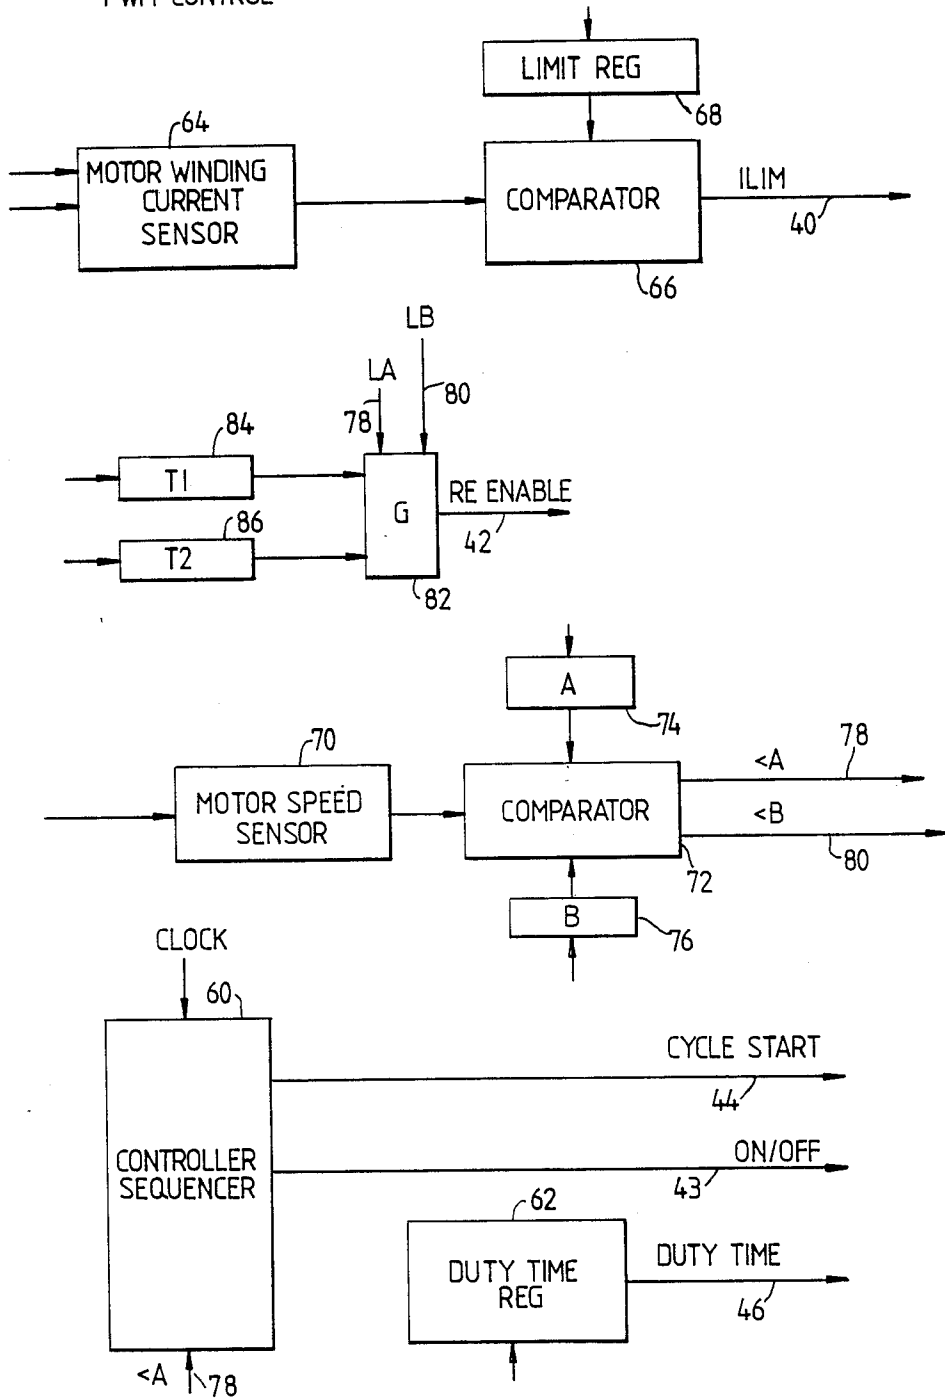 PWM CONTROL
LIMIT REG
68
64
MOTOR WINDING
CURRENT
SENSOR
COMPARATOR
ILIM
40
66
LB
LA
80
78
84
T1
RE ENABLE
G
86
42
T2
82
A
74
70
<A
78
MOTOR SPEED
SENSOR
COMPARATOR
<B
80
72
B
76
CLOCK
60
CYCLE START
44
CONTROLLER
SEQUENCER
ON/OFF
43
62
DUTY TIME
REG
DUTY TIME
46
<A
78